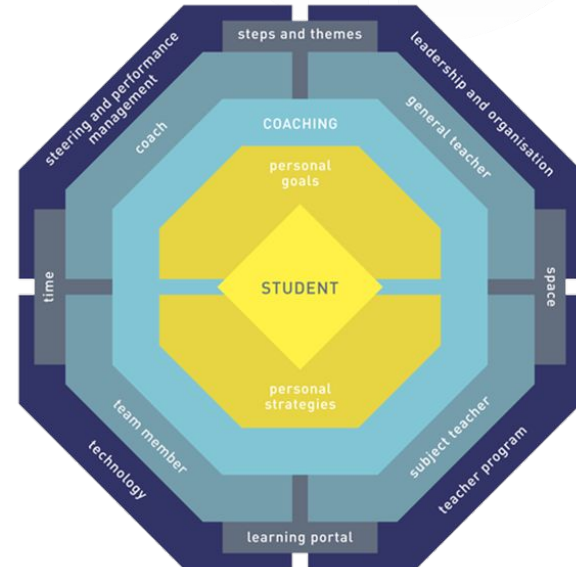 steps and themes
steering and performance
management
leadership and organisation
coach
general teacher
COACHING
personal
goals
time
STUDENT
space
personal
strategies
team member
subject teacher
technology
teacher program
learning portal